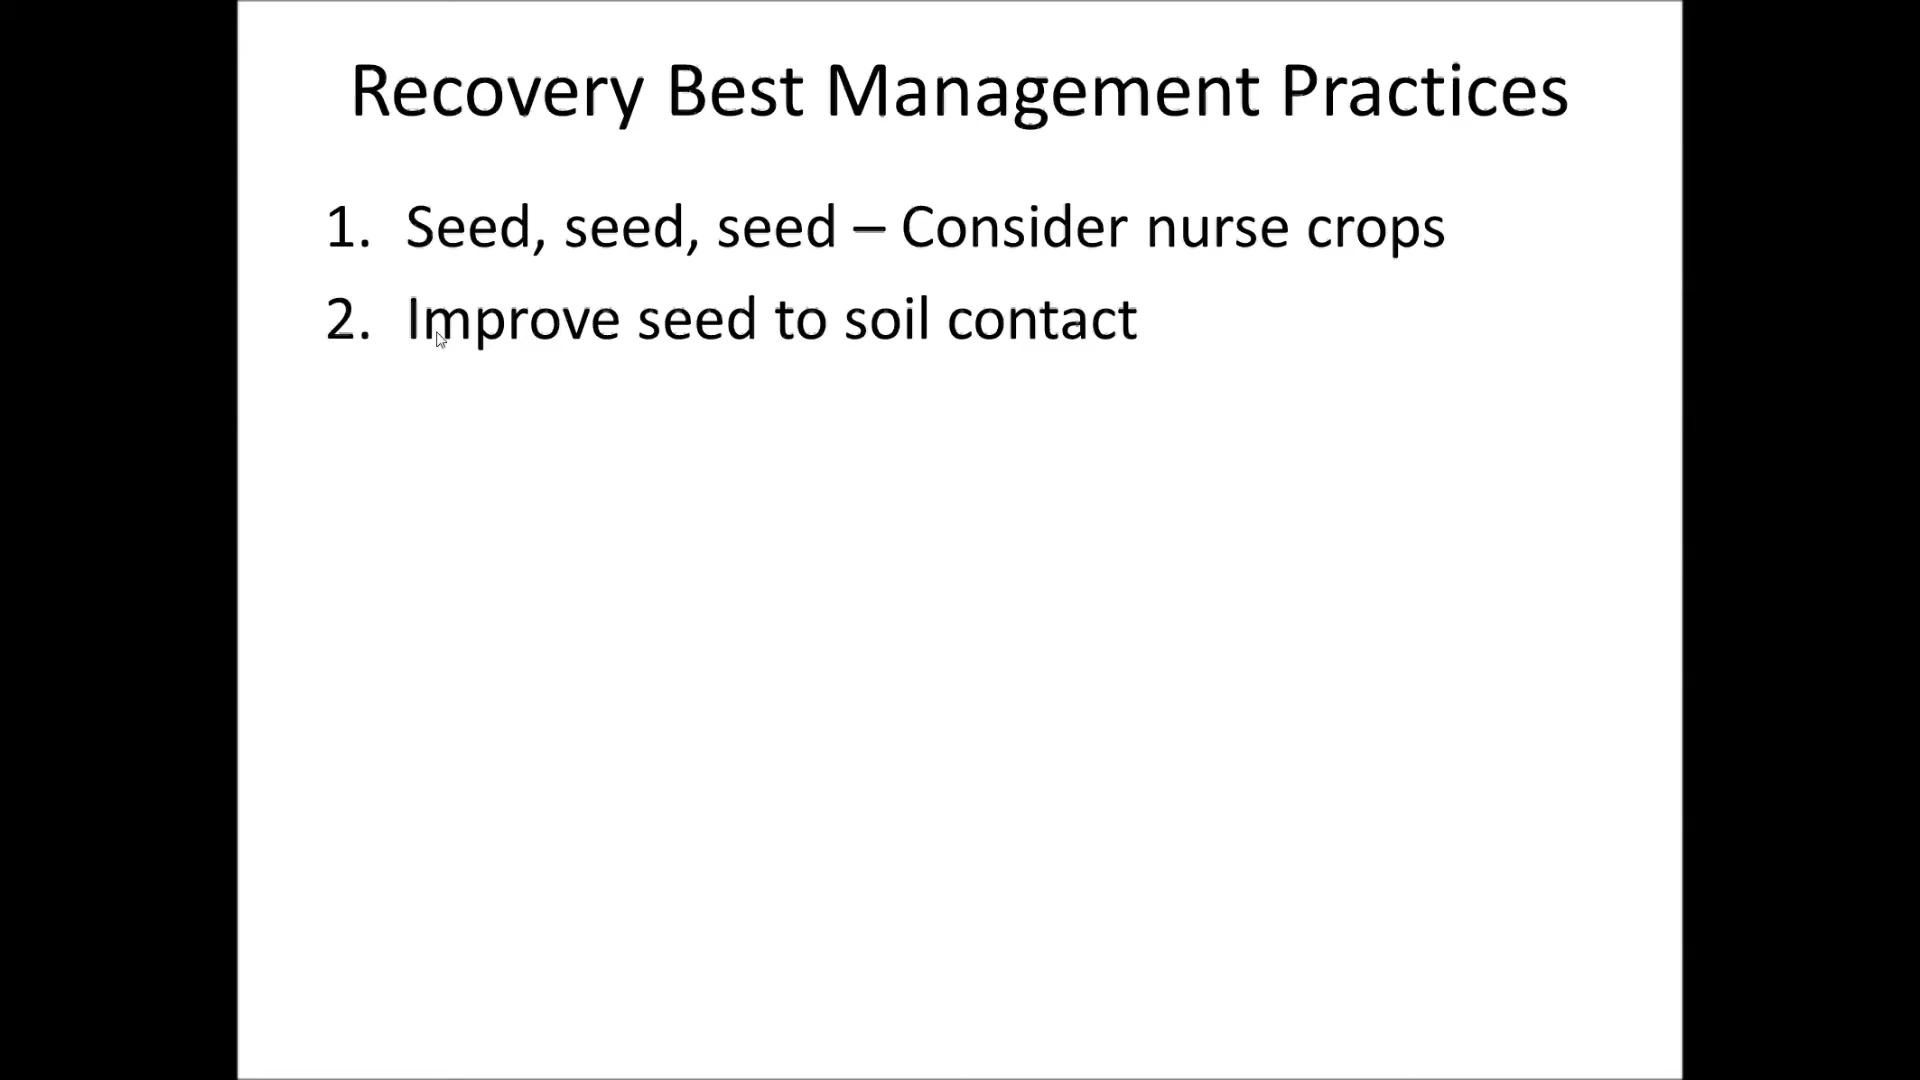 Recovery Best Management Practices
1. Seed, seed, seed – Consider nurse crops
2. Improve seed to soil contact